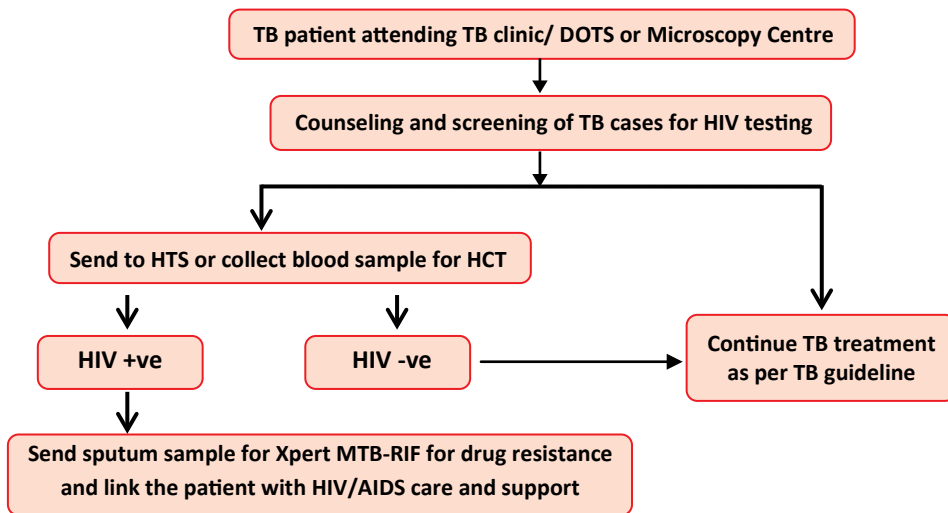 TB patient attending TB clinic/ DOTS or Microscopy Centre
Counseling and screening of TB cases for HIV testing
Send to HTS or collect blood sample for HCT
HIV +ve
HIV -ve
Continue TB treatment
as per TB guideline
Send sputum sample for Xpert MTB-RIF for drug resistance
and link the patient with HIV/AIDS care and support